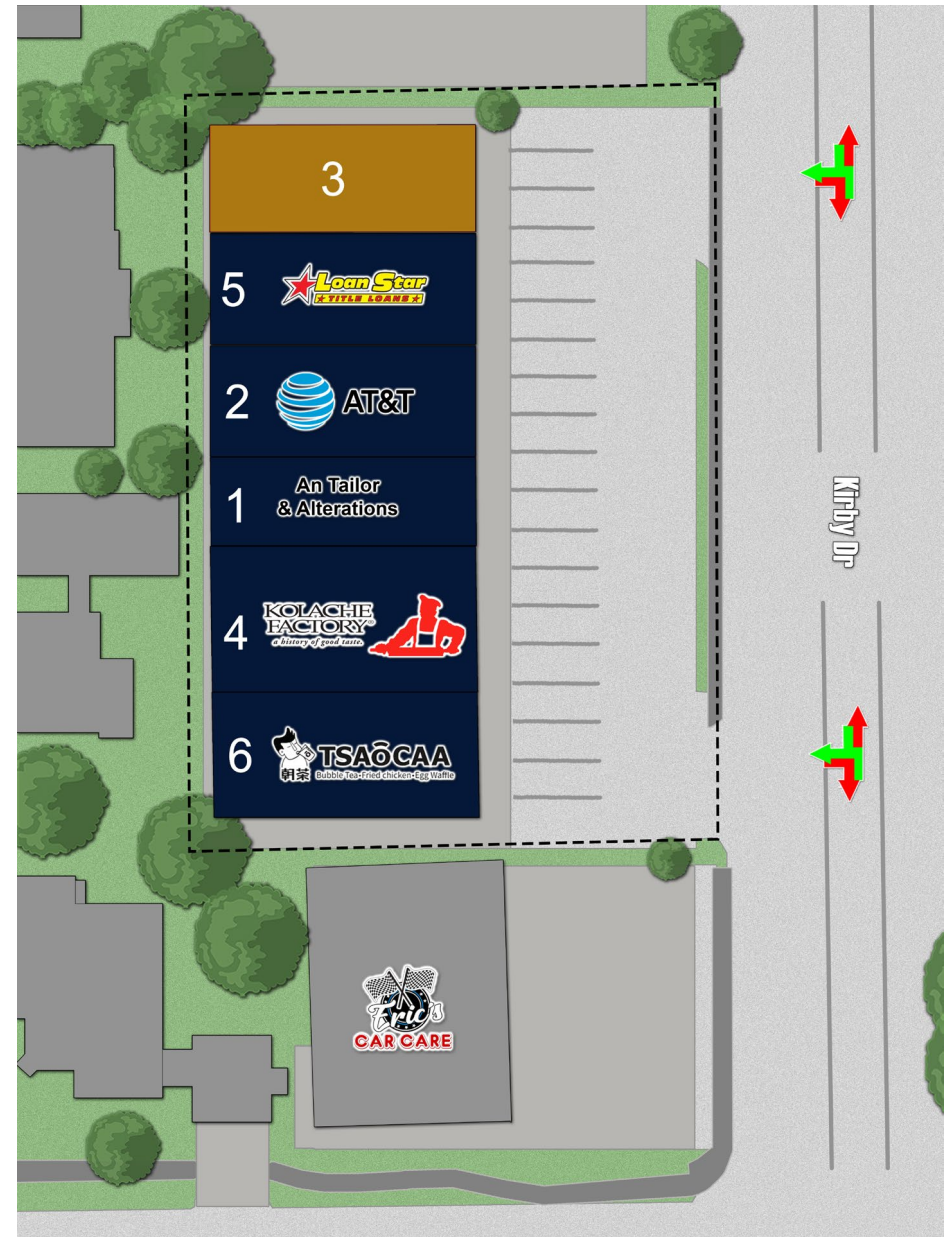 3
5
Loan Star
TITLE LOANS
2
AT&T
1
An Tailor
& Alterations
4
KOLACHE
FACTORY®
a history of good taste.
6
TSAôCAA
朝茶
Bubble Tea•Fried chicken•Egg Waffle
Kirby Dr
Eric's
CAR CARE